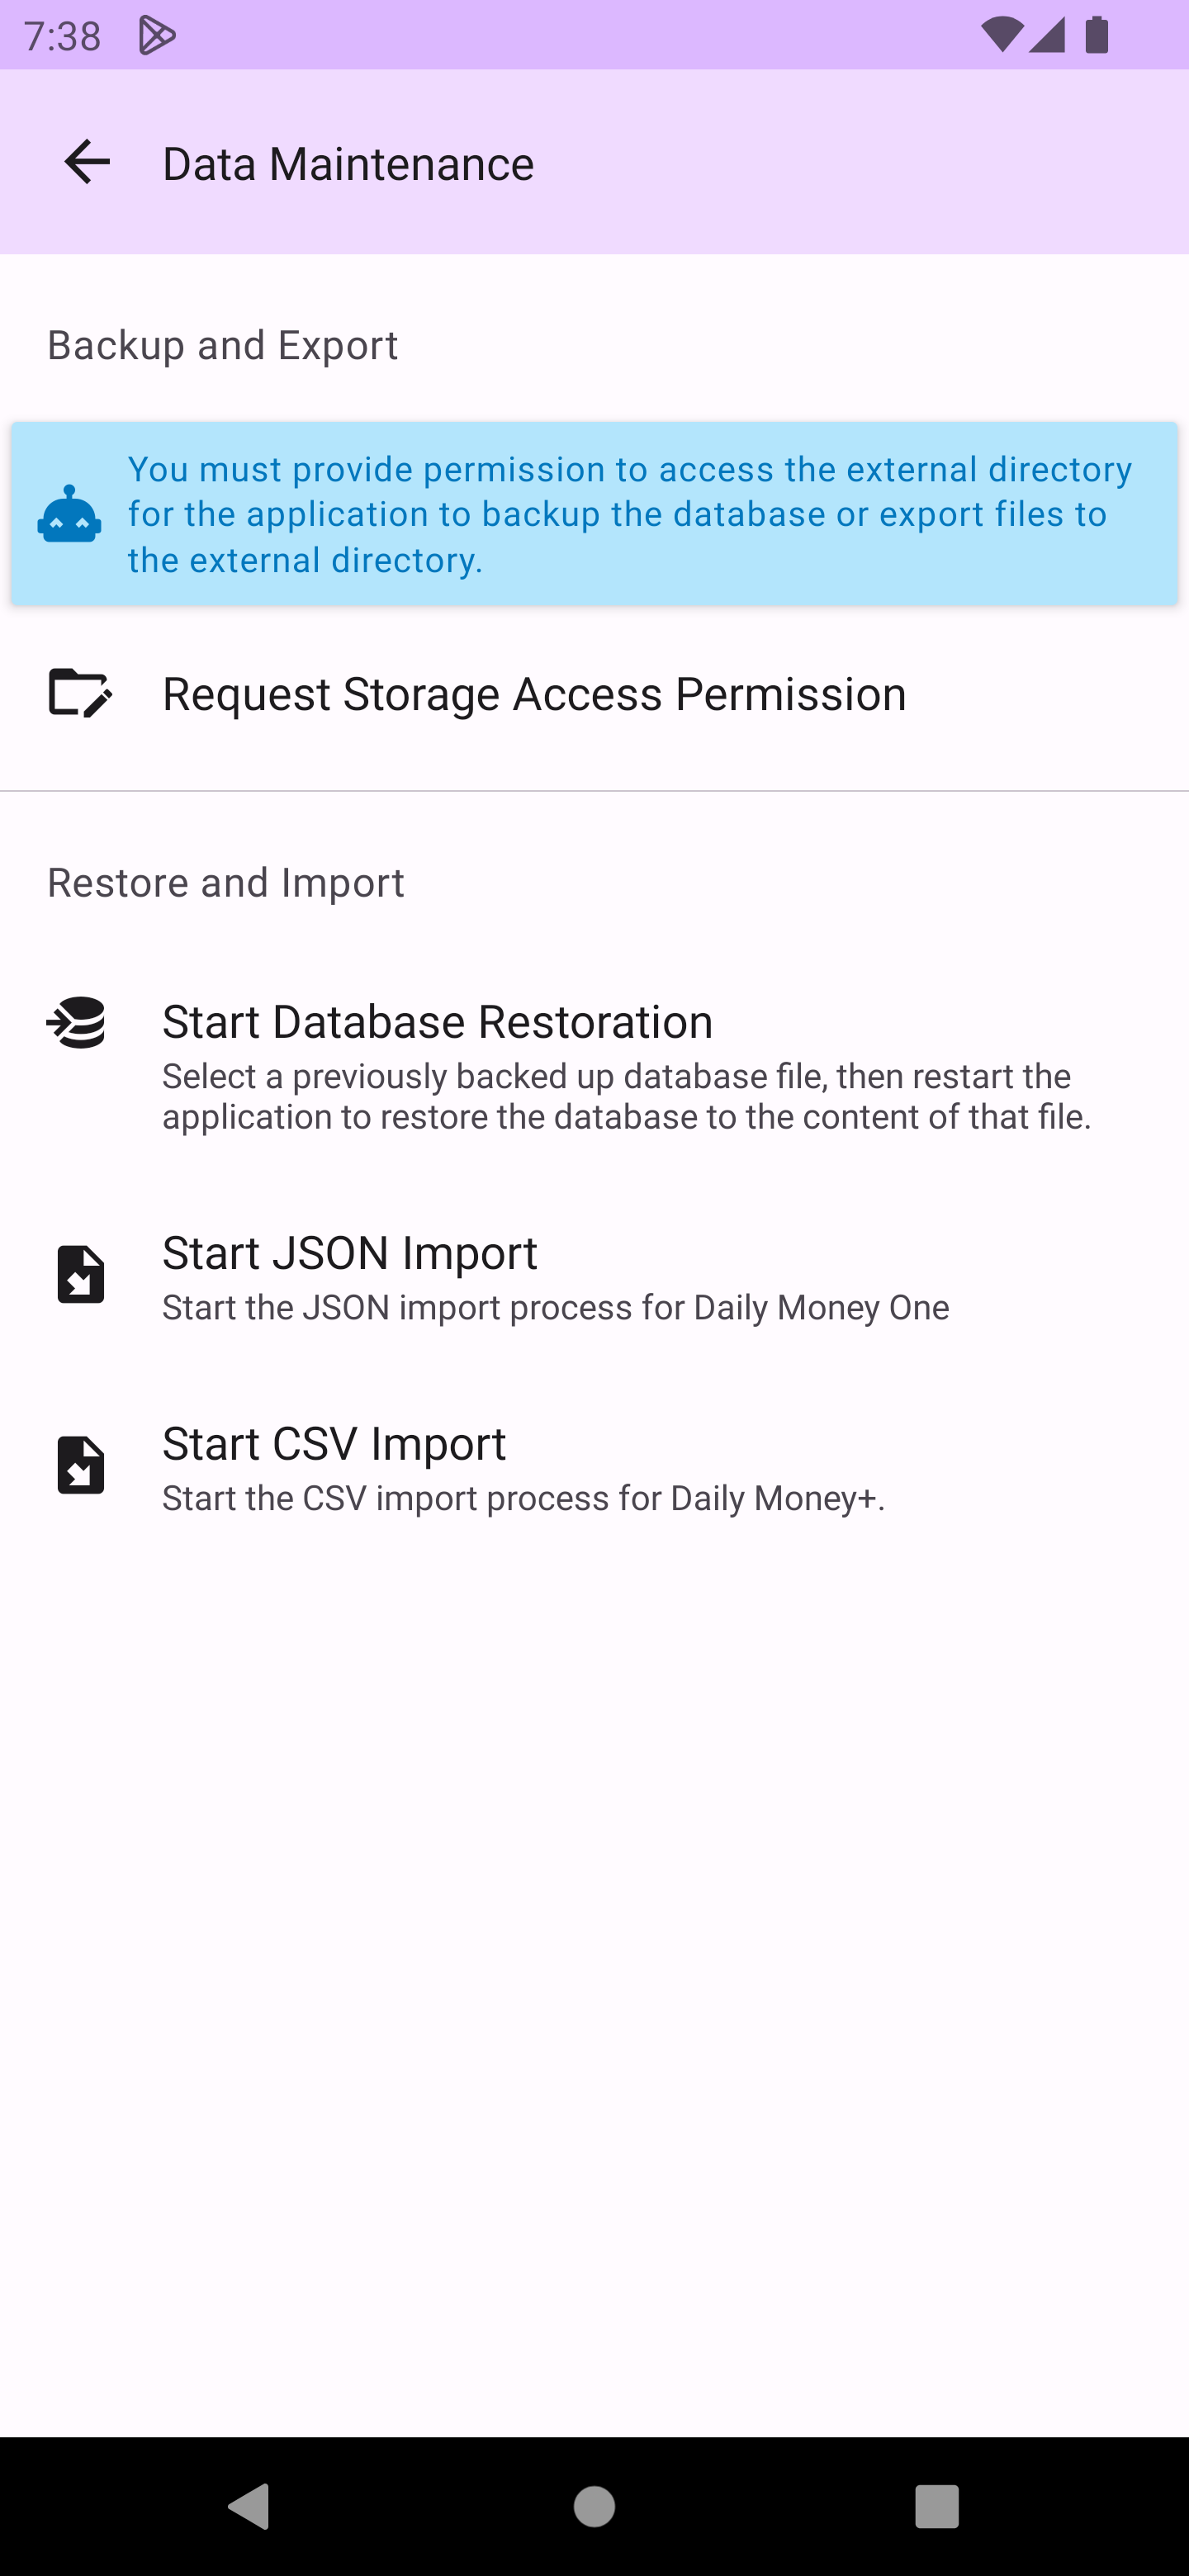 7:38
Data Maintenance
Backup and Export
You must provide permission to access the external directory
for the application to backup the database or export files to
the external directory.
Request Storage Access Permission
Restore and Import
Start Database Restoration
Select a previously backed up database file, then restart the
application to restore the database to the content of that file.
Start JSON Import
Start the JSON import process for Daily Money One
Start CSV Import
Start the CSV import process for Daily Money+.